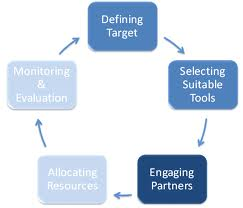 Defining
Target
Selecting
Suitable
Tools
Engaging
Partners
Allocating
Resources
Monitoring
&
Evaluation